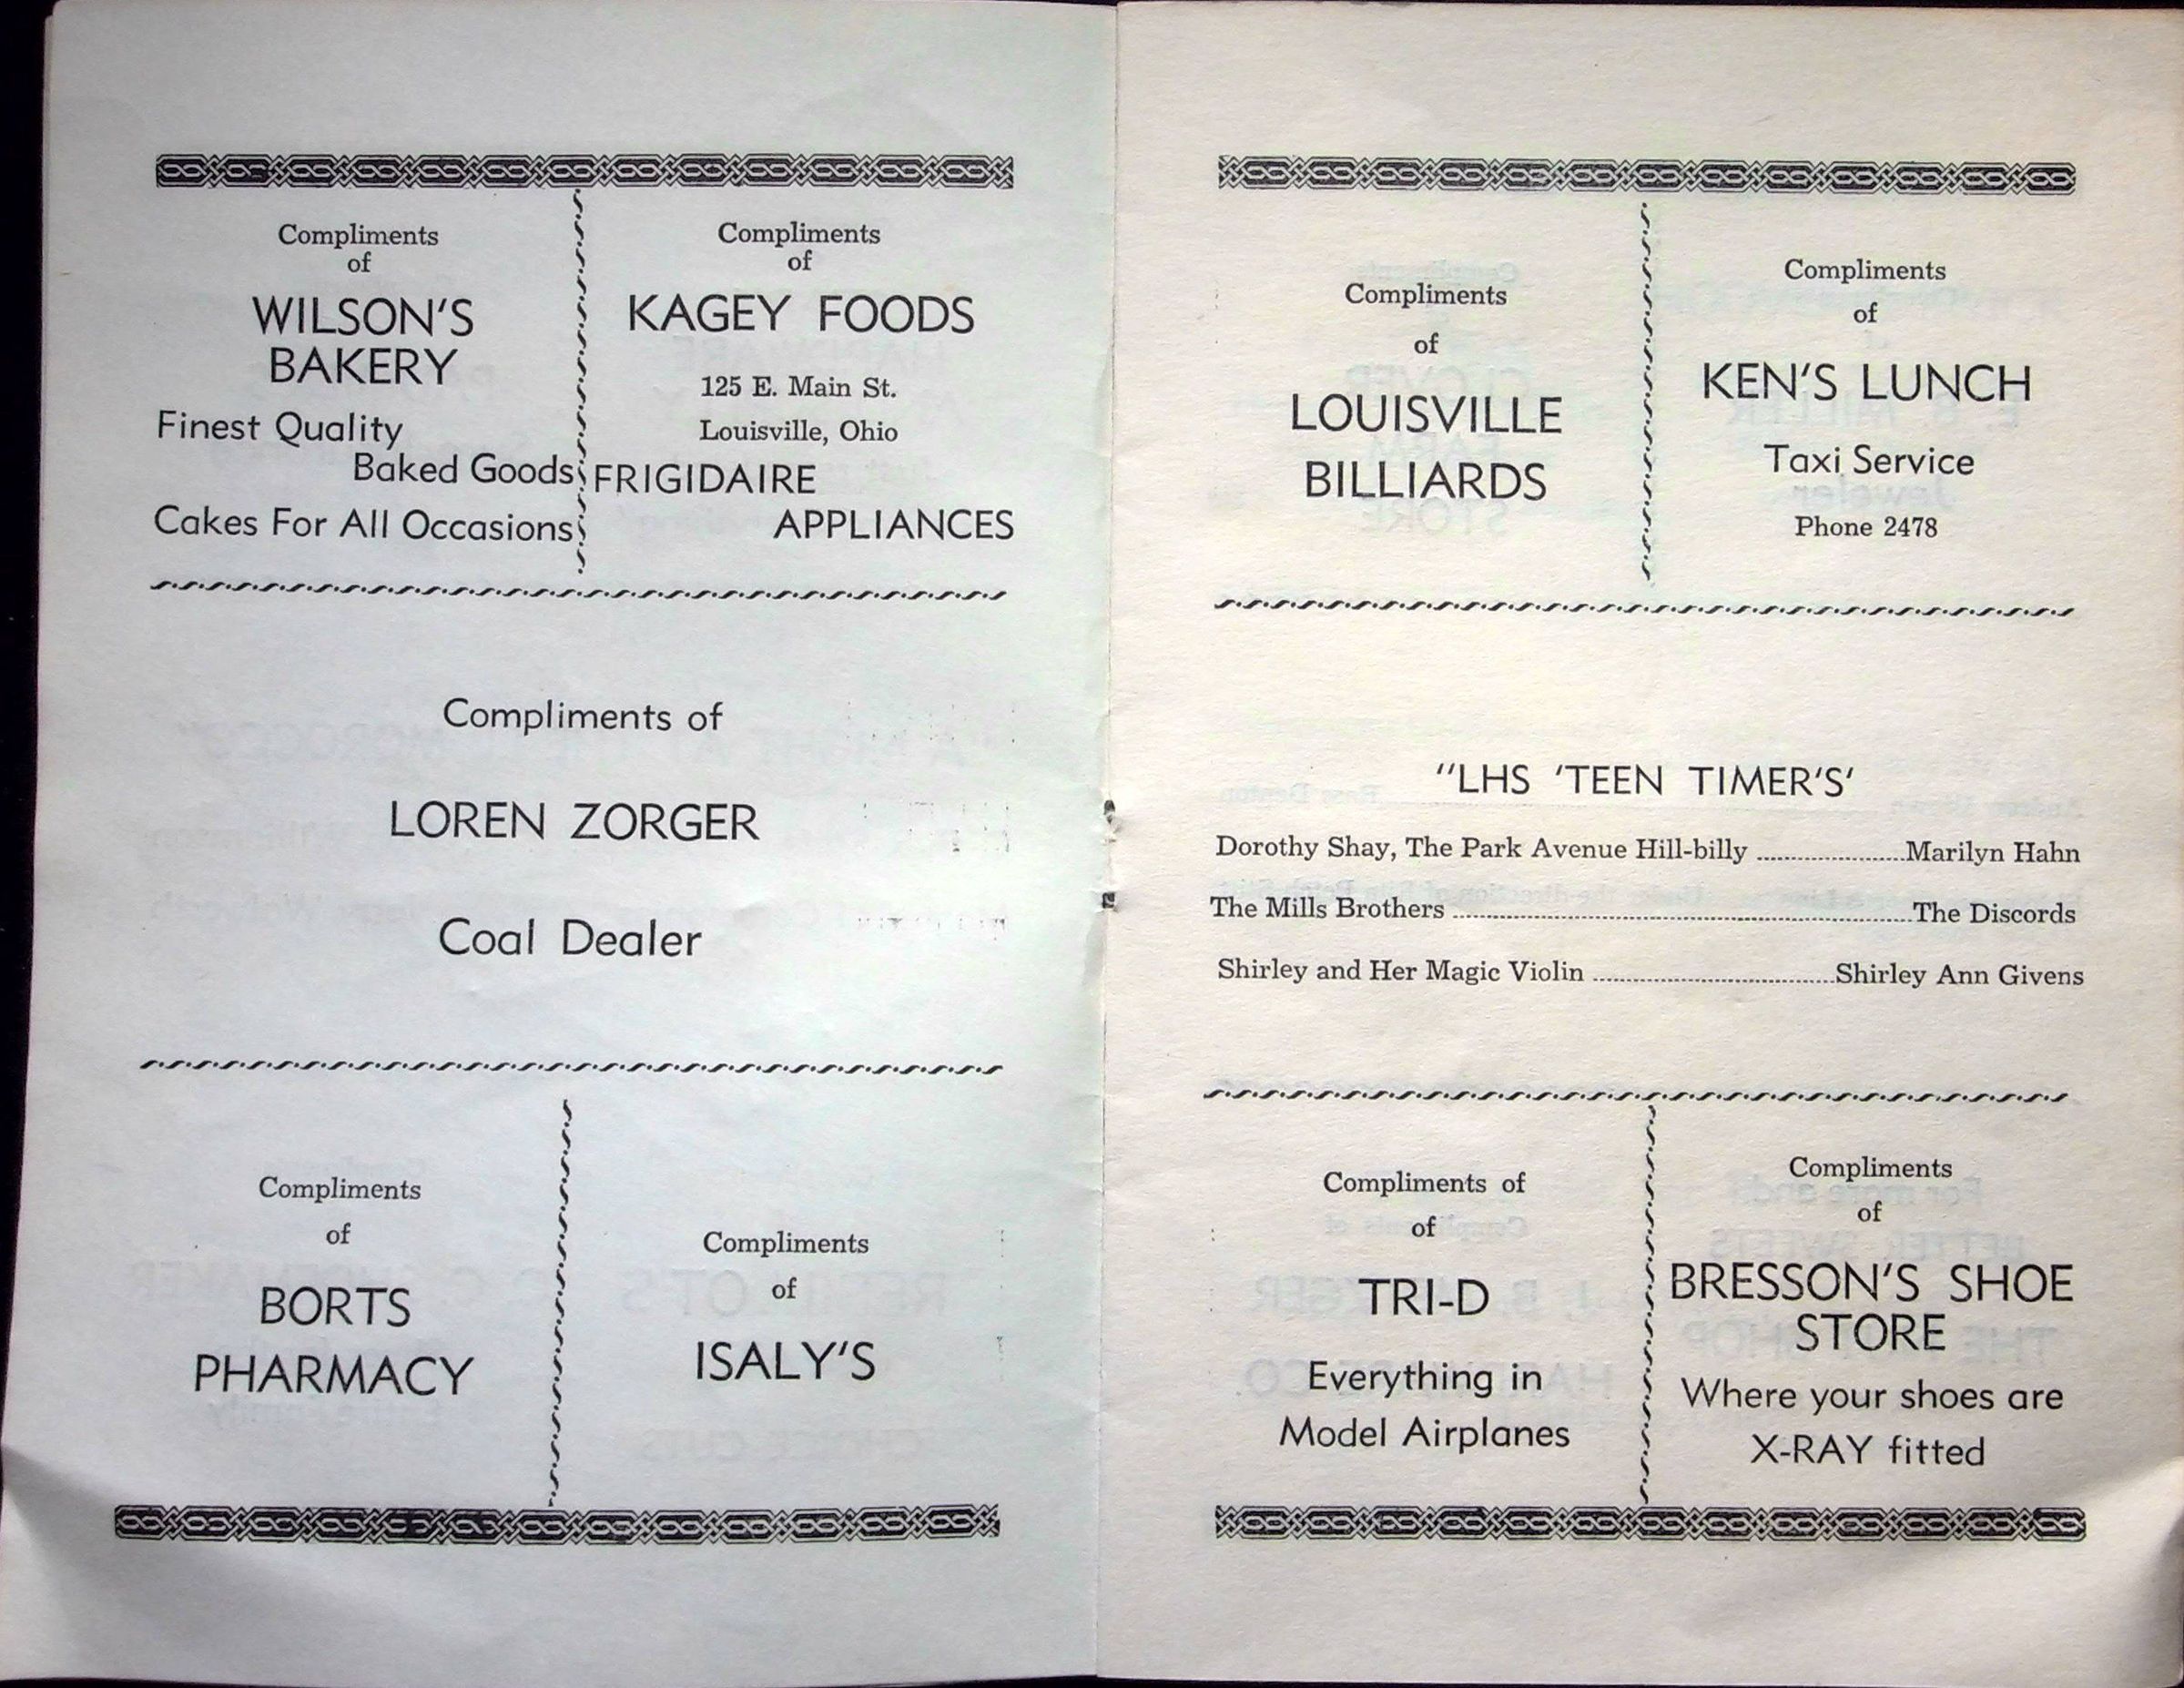 Compliments
of
WILSON'S
BAKERY
Finest Quality
Baked Goods
Cakes For All Occasions
Compliments
of
KAGEY FOODS
125 E. Main St.
Louisville, Ohio
FRIGIDAIRE
APPLIANCES
Compliments of
LOREN ZORGER
Coal Dealer
Compliments
of
BORTS
PHARMACY
Compliments
of
ISALY'S
Compliments
of
LOUISVILLE
BILLIARDS
Compliments
of
KEN'S LUNCH
Taxi Service
Phone 2478
"LHS 'TEEN TIMER'S'
Dorothy Shay, The Park Avenue Hill-billy ......................Marilyn Hahn
The Mills Brothers ......................................................................The Discords
Shirley and Her Magic Violin .....................................Shirley Ann Givens
Compliments of
of
TRI-D
Everything in
Model Airplanes
Compliments
of
BRESSON'S SHOE
STORE
Where your shoes are
X-RAY fitted